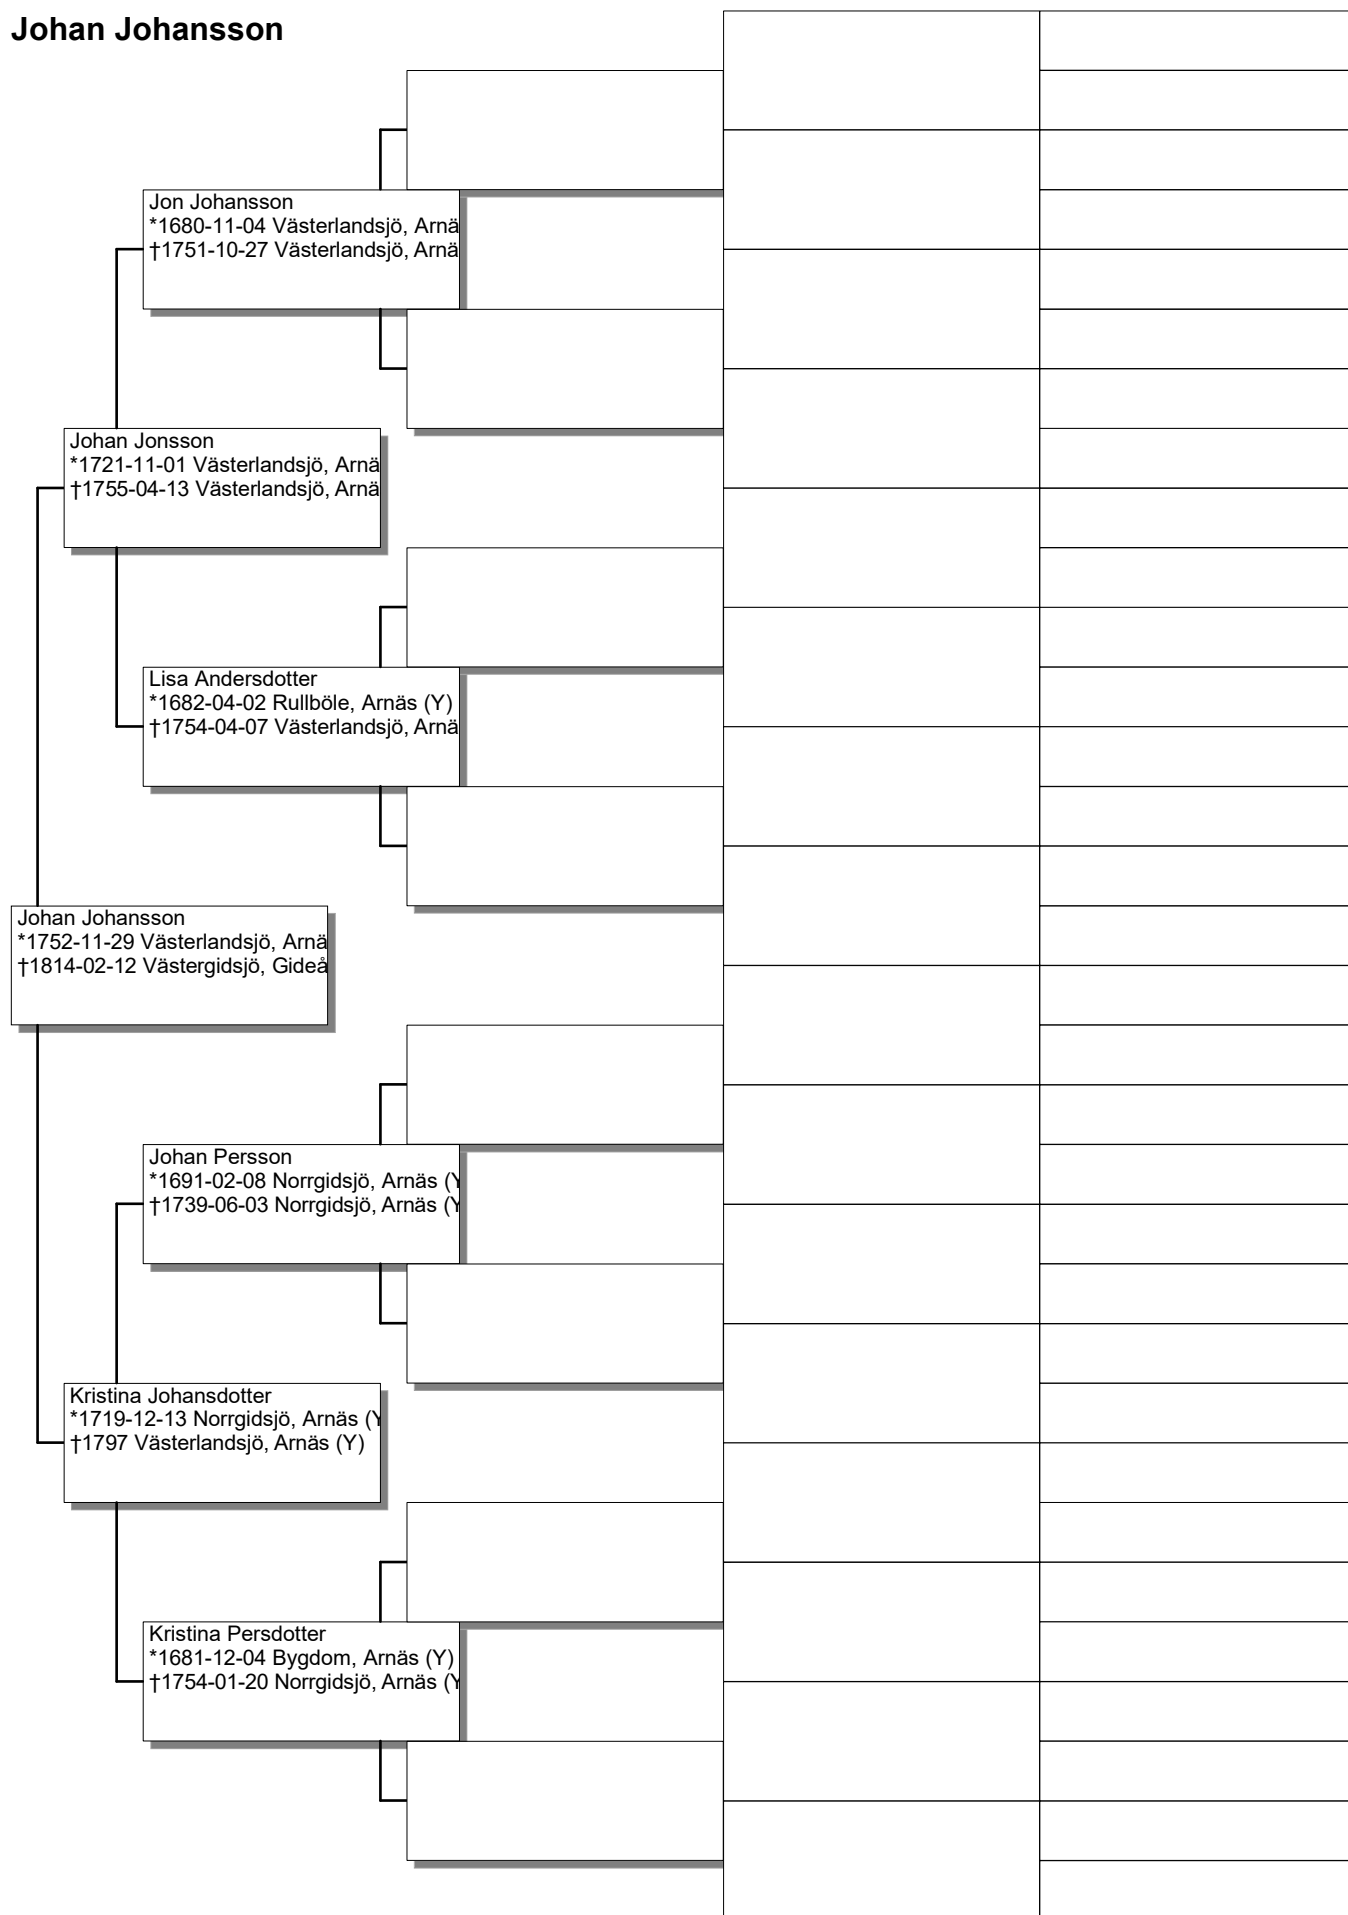 Johan Johansson
Jon Johansson
*1680-11-04 Västerlandsjö, Arnä
†1751-10-27 Västerlandsjö, Arnä
Johan Jonsson
*1721-11-01 Västerlandsjö, Arnä
†1755-04-13 Västerlandsjö, Arnä
Lisa Andersdotter
*1682-04-02 Rullböle, Arnäs (Y)
†1754-04-07 Västerlandsjö, Arnä
Johan Johansson
*1752-11-29 Västerlandsjö, Arnä
†1814-02-12 Västergidsjö, Gideå
Johan Persson
*1691-02-08 Norrgidsjö, Arnäs (Y
†1739-06-03 Norrgidsjö, Arnäs (Y
Kristina Johansdotter
*1719-12-13 Norrgidsjö, Arnäs (Y
†1797 Västerlandsjö, Arnäs (Y)
Kristina Persdotter
*1681-12-04 Bygdom, Arnäs (Y)
†1754-01-20 Norrgidsjö, Arnäs (Y